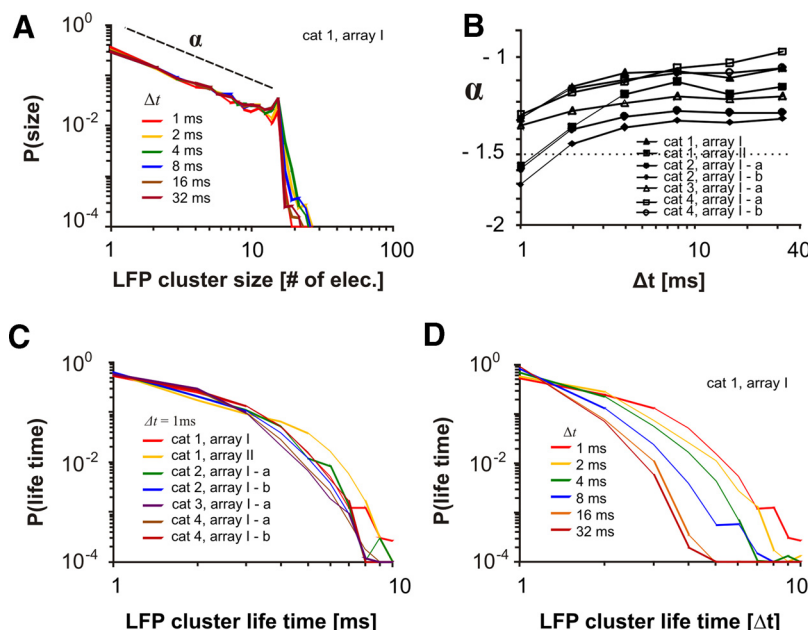 A
cat 1, array I
α
Δt
1 ms
2 ms
4 ms
8 ms
16 ms
32 ms
10^0
10^-2
10^-4
P(size)
1
10
100
LFP cluster size [# of elec.]
B
α
- 1
- 1.5
-2
cat 1, array I
cat 1, array II
cat 2, array I - a
cat 2, array I - b
cat 3, array I - a
cat 4, array I - a
cat 4, array I - b
1
10
40
Δt [ms]
C
10^0
10^-2
10^-4
P(life time)
Δt = 1ms
cat 1, array I
cat 1, array II
cat 2, array I - a
cat 2, array I - b
cat 3, array I - a
cat 4, array I - a
cat 4, array I - b
1
10
LFP cluster life time [ms]
D
cat 1, array I
10^0
10^-2
10^-4
P(life time)
Δt
1 ms
2 ms
4 ms
8 ms
16 ms
32 ms
1
10
LFP cluster life time [Δt]